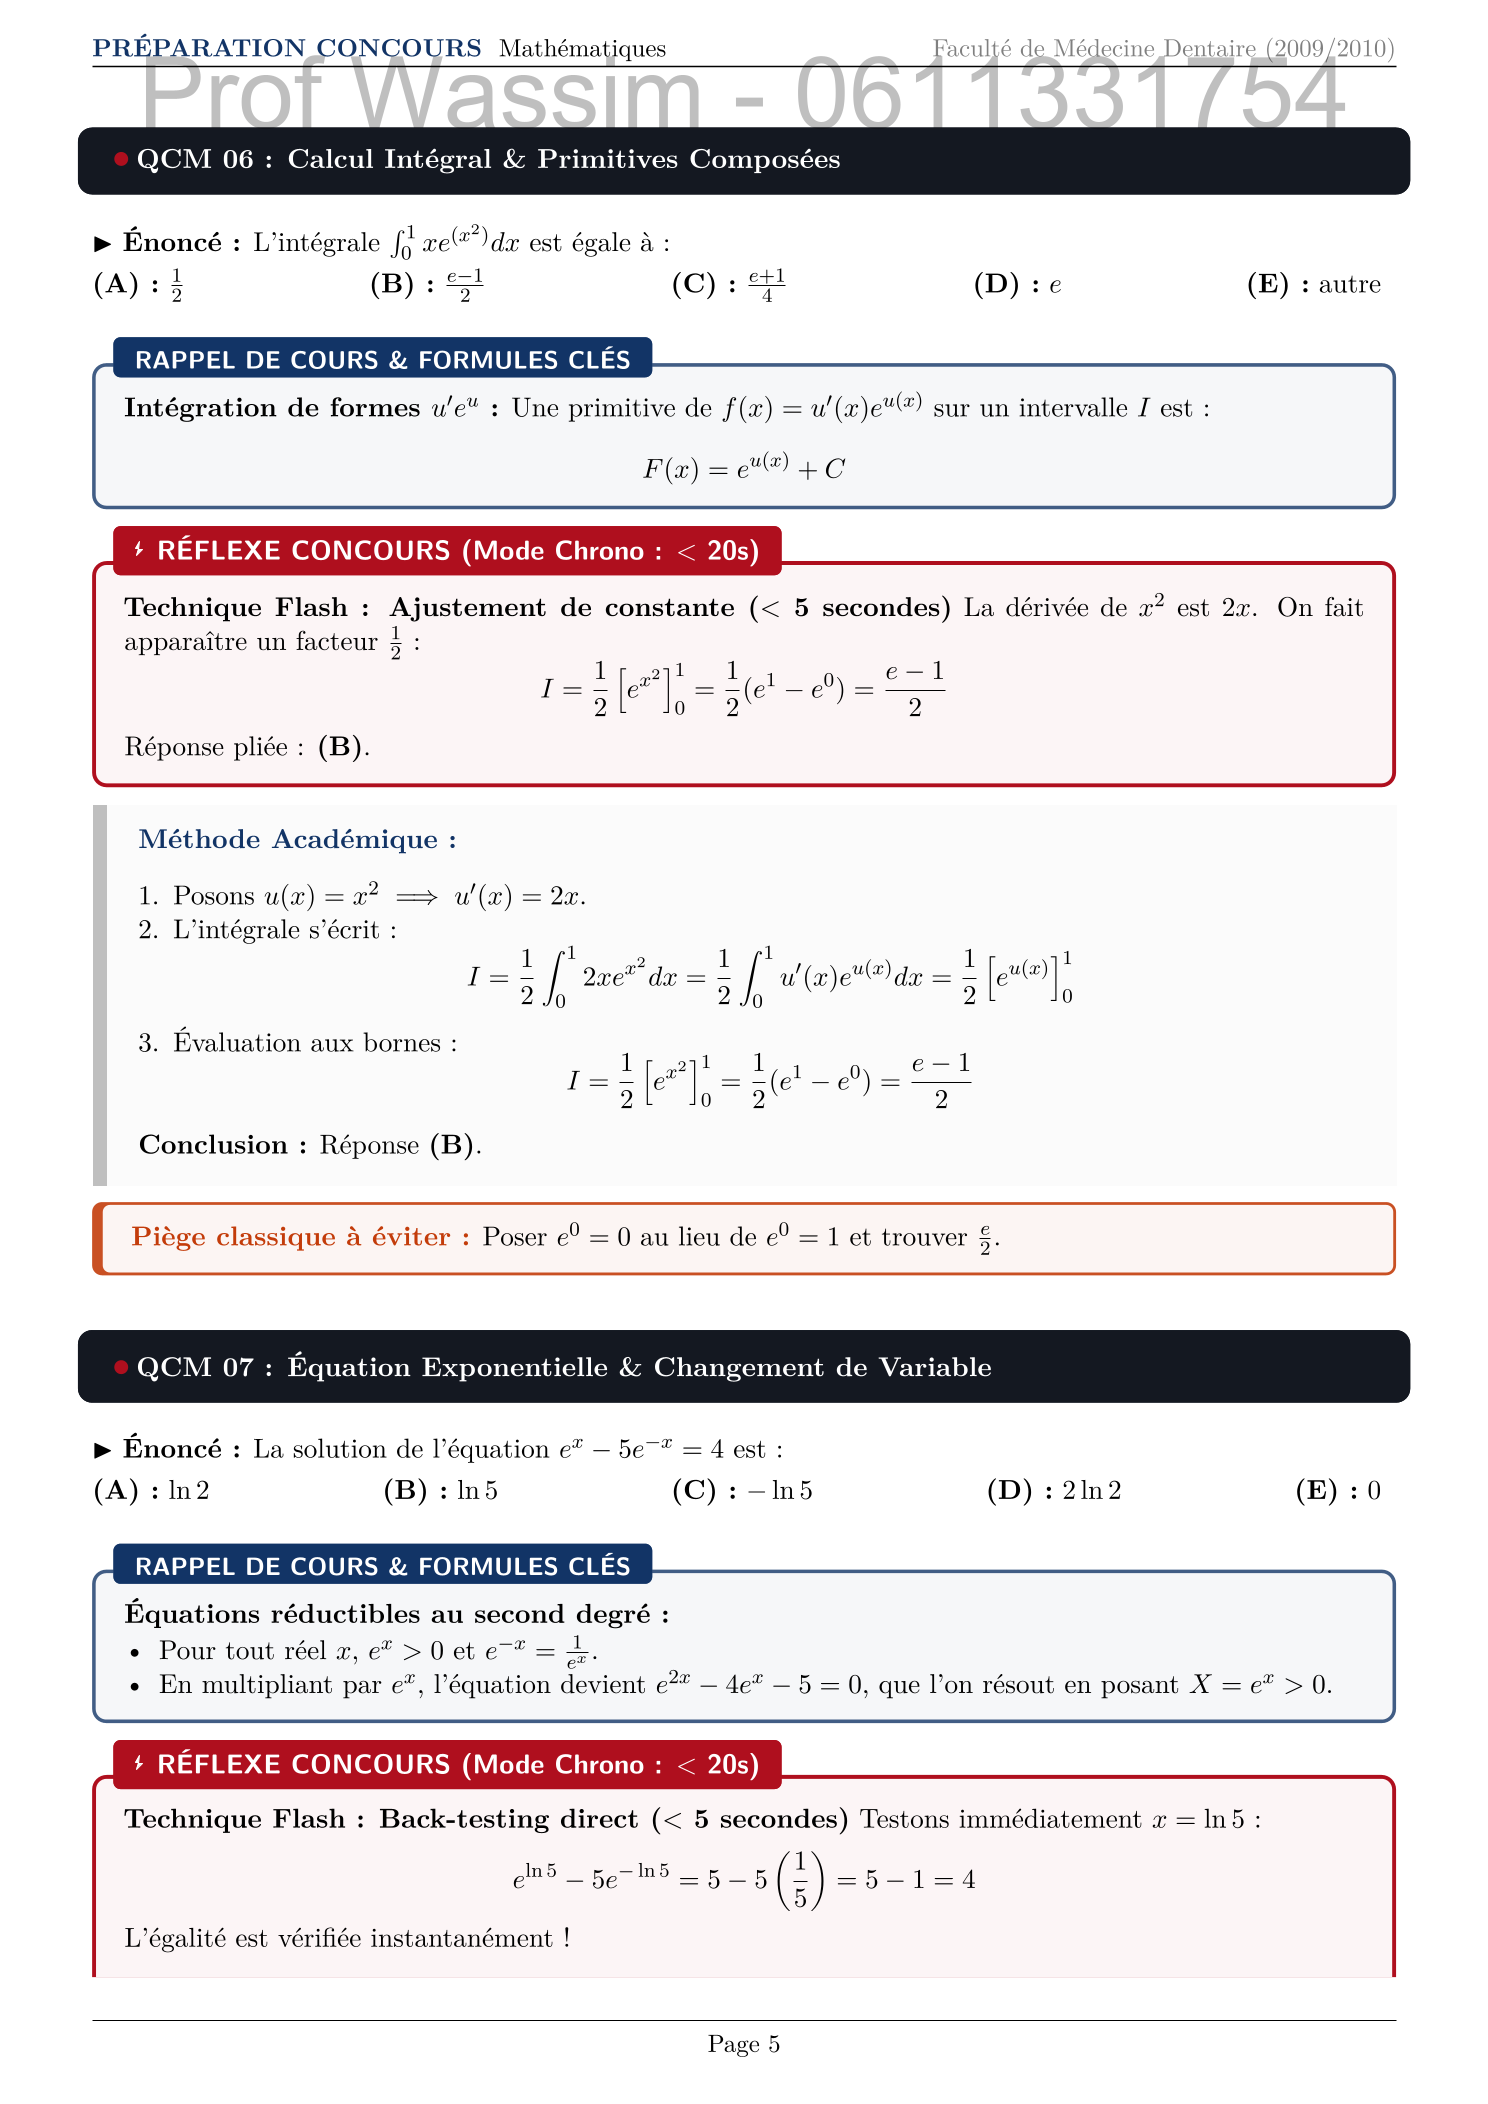 PRÉPARATION CONCOURS Mathématiques Faculté de Médecine Dentaire (2009/2010)
Prof Wassim - 0611331754
QCM 06 : Calcul Intégral & Primitives Composées
▶ Énoncé : L'intégrale ∫₀¹ xe^(x²)dx est égale à :
(A) : 1/2 (B) : (e−1)/2 (C) : (e+1)/4 (D) : e (E) : autre
RAPPEL DE COURS & FORMULES CLÉS
Intégration de formes u′e^u : Une primitive de f(x) = u′(x)e^{u(x)} sur un intervalle I est :
F(x) = e^{u(x)} + C
RÉFLEXE CONCOURS (Mode Chrono : < 20s)
Technique Flash : Ajustement de constante (< 5 secondes) La dérivée de x² est 2x. On fait
apparaître un facteur 1/2 :
I = 1/2 [e^{x²}]₀¹ = 1/2 (e¹ − e⁰) = (e − 1)/2
Réponse pliée : (B).
Méthode Académique :
1. Posons u(x) = x² ⟹ u′(x) = 2x.
2. L'intégrale s'écrit :
I = 1/2 ∫₀¹ 2xe^{x²}dx = 1/2 ∫₀¹ u′(x)e^{u(x)}dx = 1/2 [e^{u(x)}]₀¹
3. Évaluation aux bornes :
I = 1/2 [e^{x²}]₀¹ = 1/2 (e¹ − e⁰) = (e − 1)/2
Conclusion : Réponse (B).
Piège classique à éviter : Poser e⁰ = 0 au lieu de e⁰ = 1 et trouver e/2.
QCM 07 : Équation Exponentielle & Changement de Variable
▶ Énoncé : La solution de l'équation e^x − 5e^{−x} = 4 est :
(A) : ln 2 (B) : ln 5 (C) : − ln 5 (D) : 2 ln 2 (E) : 0
RAPPEL DE COURS & FORMULES CLÉS
Équations réductibles au second degré :
• Pour tout réel x, e^x > 0 et e^{−x} = 1/e^x.
• En multipliant par e^x, l'équation devient e^{2x} − 4e^x − 5 = 0, que l'on résout en posant X = e^x > 0.
RÉFLEXE CONCOURS (Mode Chrono : < 20s)
Technique Flash : Back-testing direct (< 5 secondes) Testons immédiatement x = ln 5 :
e^{ln 5} − 5e^{− ln 5} = 5 − 5 (1/5) = 5 − 1 = 4
L'égalité est vérifiée instantanément !
Page 5